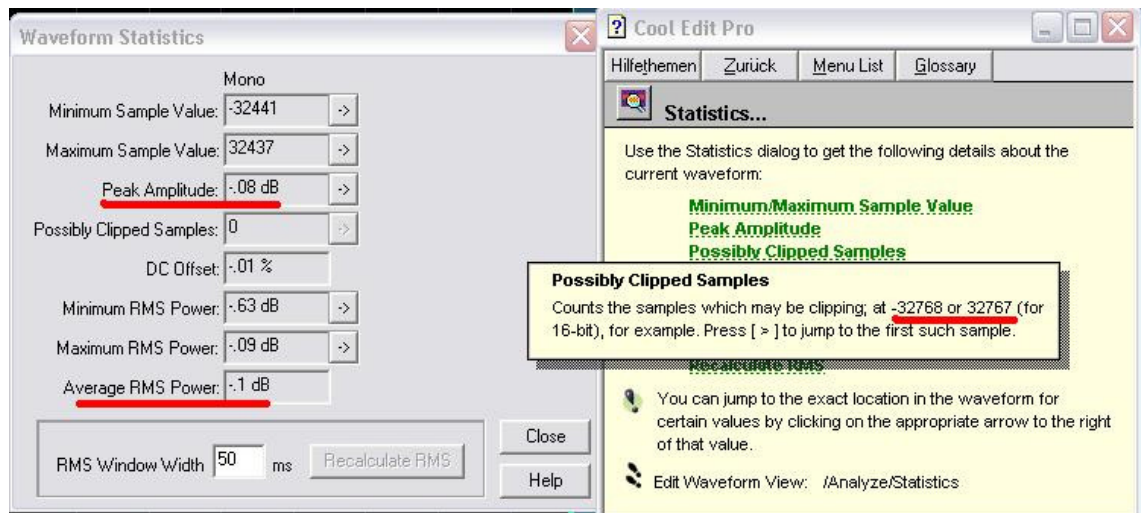 Waveform Statistics
Mono
Minimum Sample Value: -32441 ->
Maximum Sample Value: 32437 ->
Peak Amplitude: -.08 dB ->
Possibly Clipped Samples: 0 ->
DC Offset: -.01 %
Minimum RMS Power: -.63 dB ->
Maximum RMS Power: -.09 dB ->
Average RMS Power: -.1 dB
RMS Window Width 50 ms Recalculate RMS
Close
Help
? Cool Edit Pro
Hilfethemen Zurück Menu List Glossary
Statistics...
Use the Statistics dialog to get the following details about the
current waveform:
Minimum/Maximum Sample Value
Peak Amplitude
Possibly Clipped Samples
Possibly Clipped Samples
Counts the samples which may be clipping; at -32768 or 32767 (for
16-bit), for example. Press [ > ] to jump to the first such sample.
Recalculate RMS
You can jump to the exact location in the waveform for
certain values by clicking on the appropriate arrow to the right
of that value.
Edit Waveform View: /Analyze/Statistics